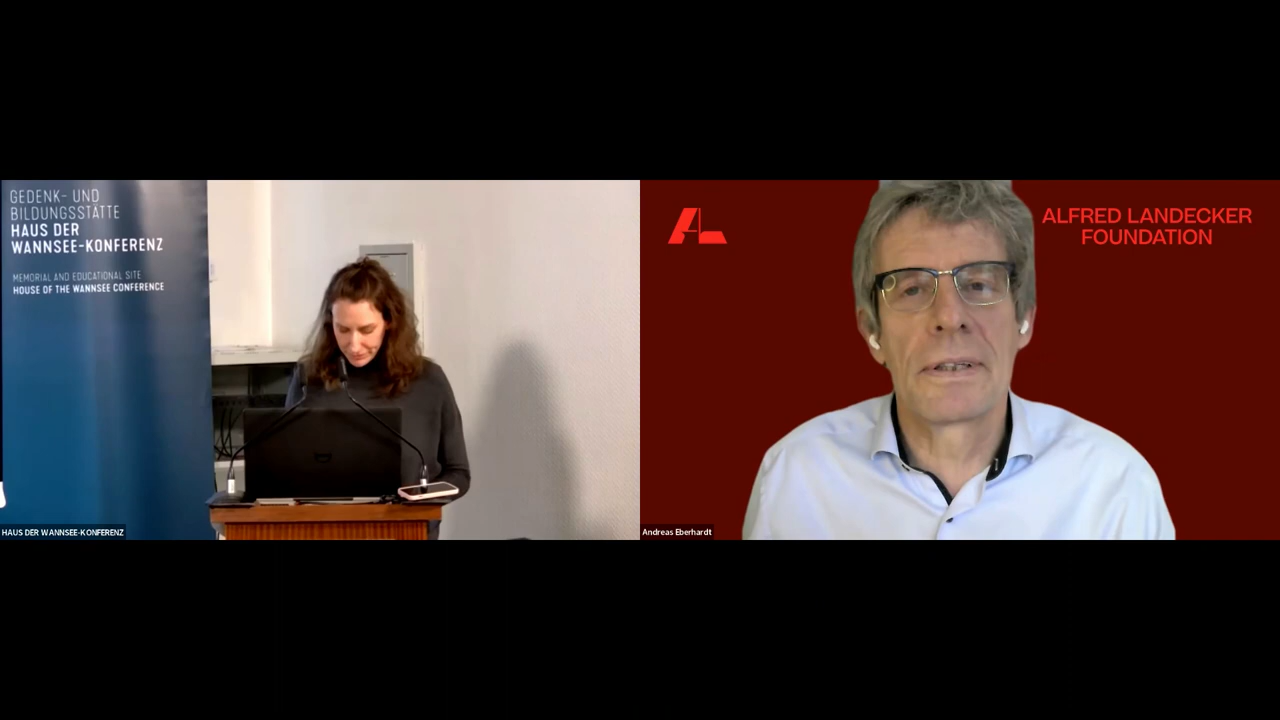 GEDENK- UND
BILDUNGSSTÄTTE
HAUS DER
WANNSEE-KONFERENZ
MEMORIAL AND EDUCATIONAL SITE
HOUSE OF THE WANNSEE CONFERENCE
HAUS DER WANNSEE-KONFERENZ
AL
ALFRED LANDECKER
FOUNDATION
Andreas Eberhardt